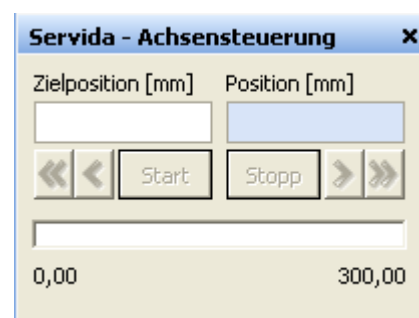 Servida - Achsensteuerung
Zielposition [mm] Position [mm]
Start Stopp
0,00 300,00